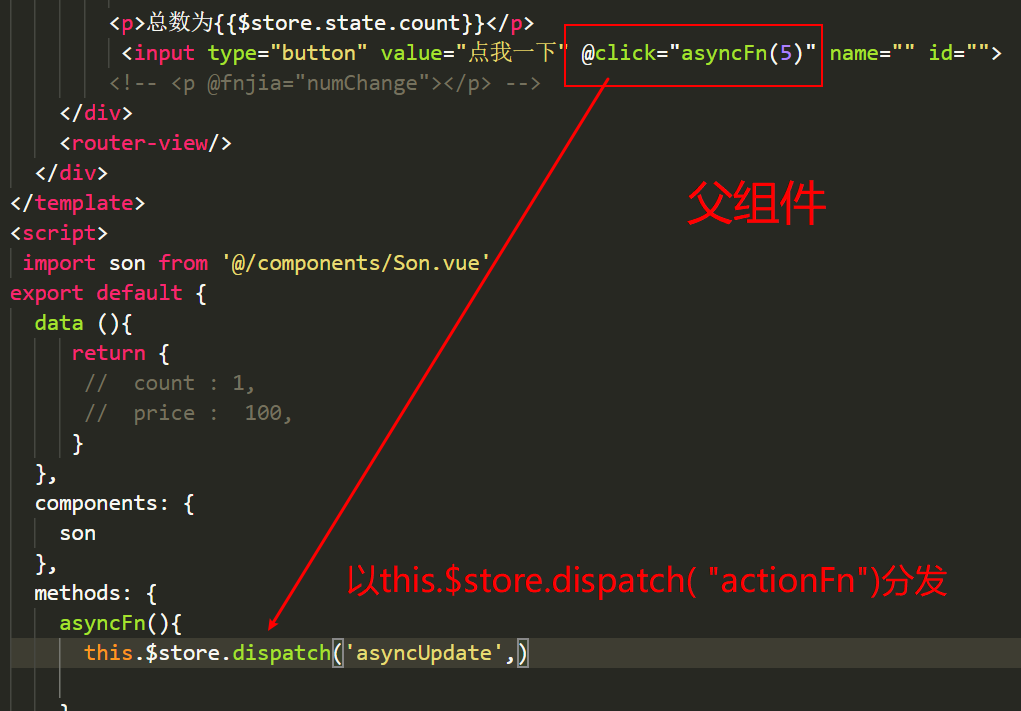 <p>总数为{{$store.state.count}}</p>
<input type="button" value="点我一下" @click="asyncFn(5)" name="" id="">
<!-- <p @fnjia="numChange"></p> -->
</div>
<router-view/>
</div>
父组件
</template>
<script>
import son from '@/components/Son.vue'
export default {
data (){
return {
// count : 1,
// price : 100,
}
},
components: {
son
},
以this.$store.dispatch( "actionFn")分发
methods: {
asyncFn(){
this.$store.dispatch('asyncUpdate',)